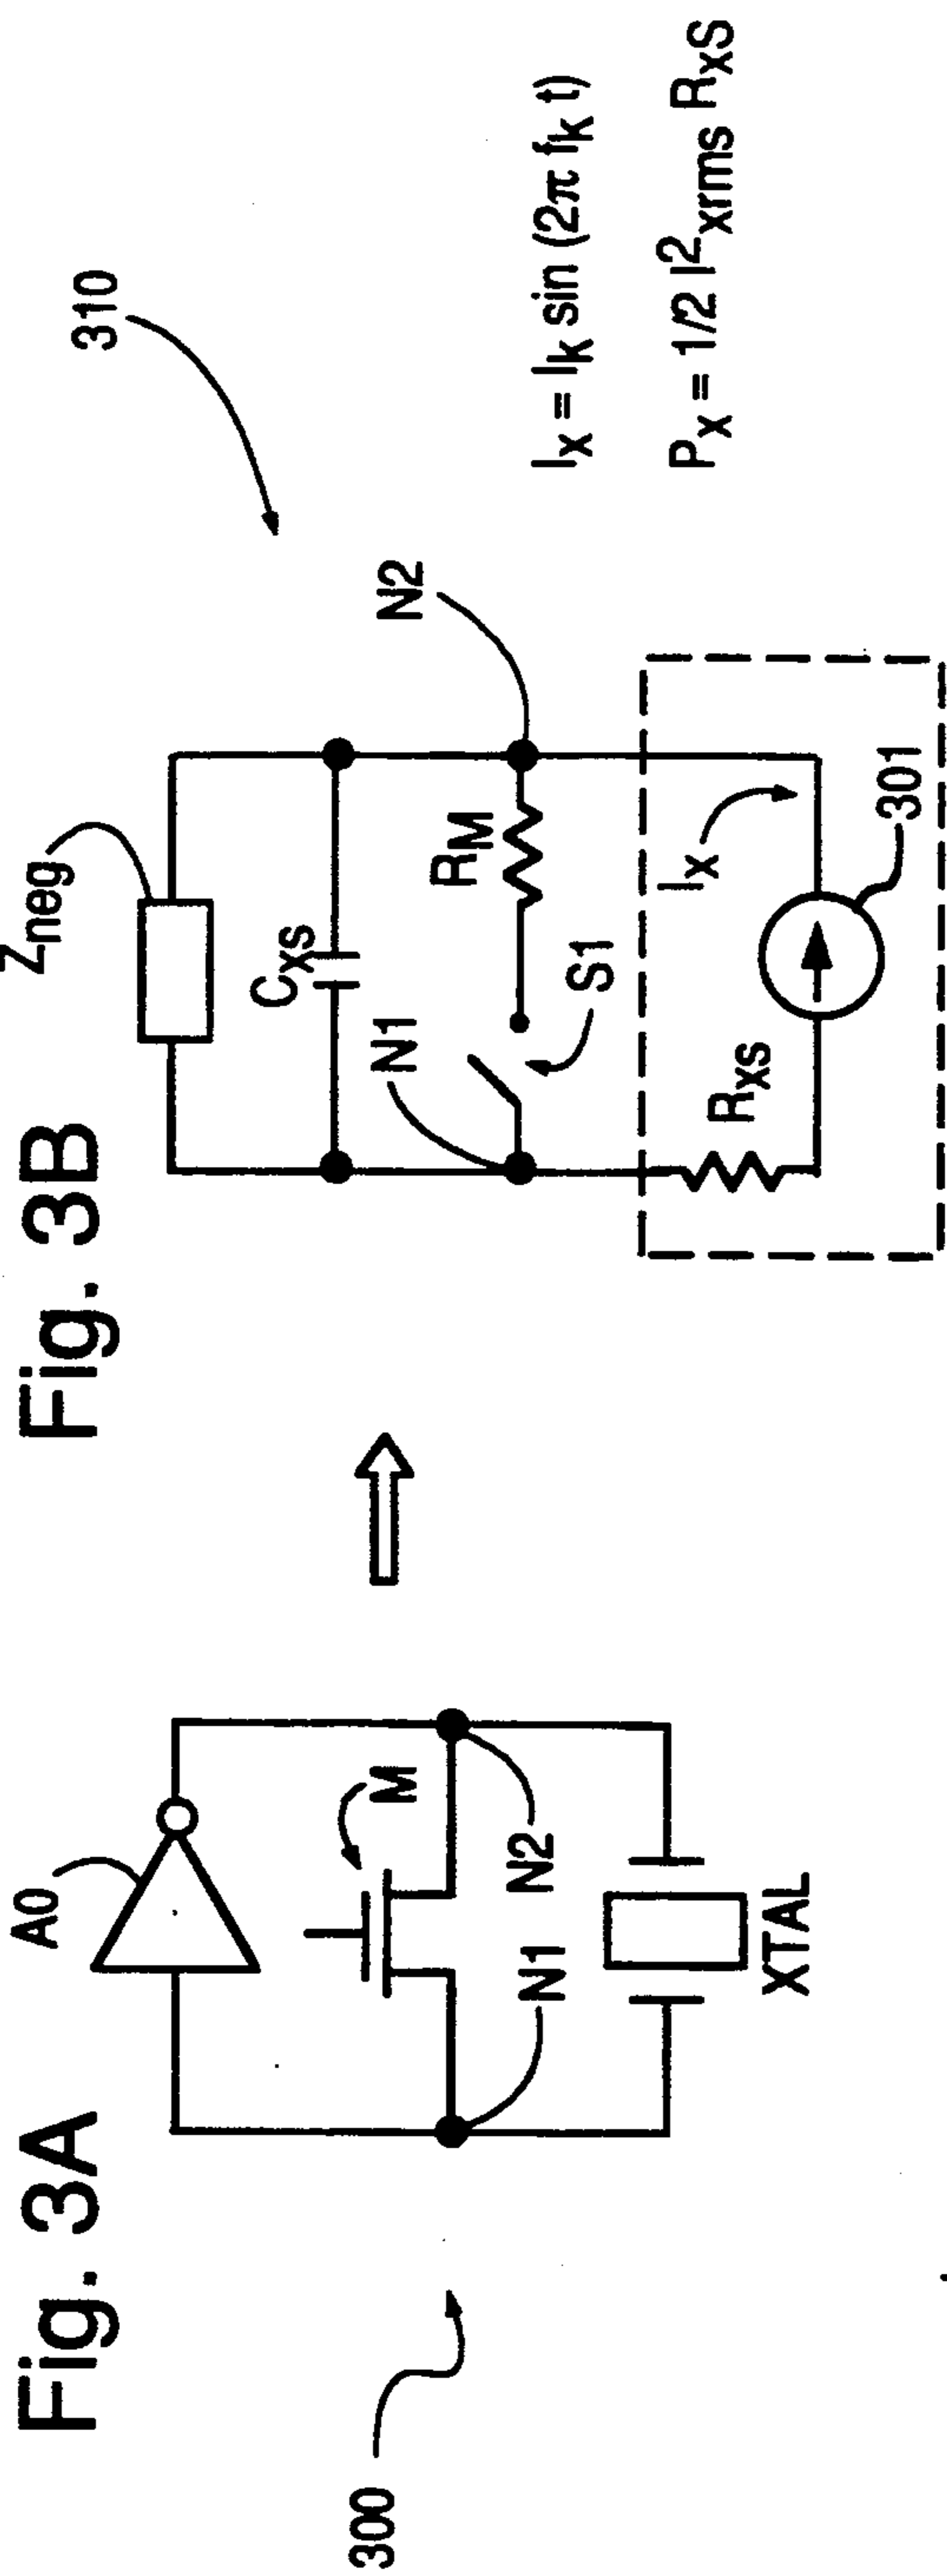 Fig. 3A
300
A0
M
N1
N2
XTAL
Fig. 3B
310
Zneg
Cxs
N1
N2
RM
S1
Rxs
Ix
301
Ix = Ik sin (2π fk t)
Px = 1/2 I²xrms RxS